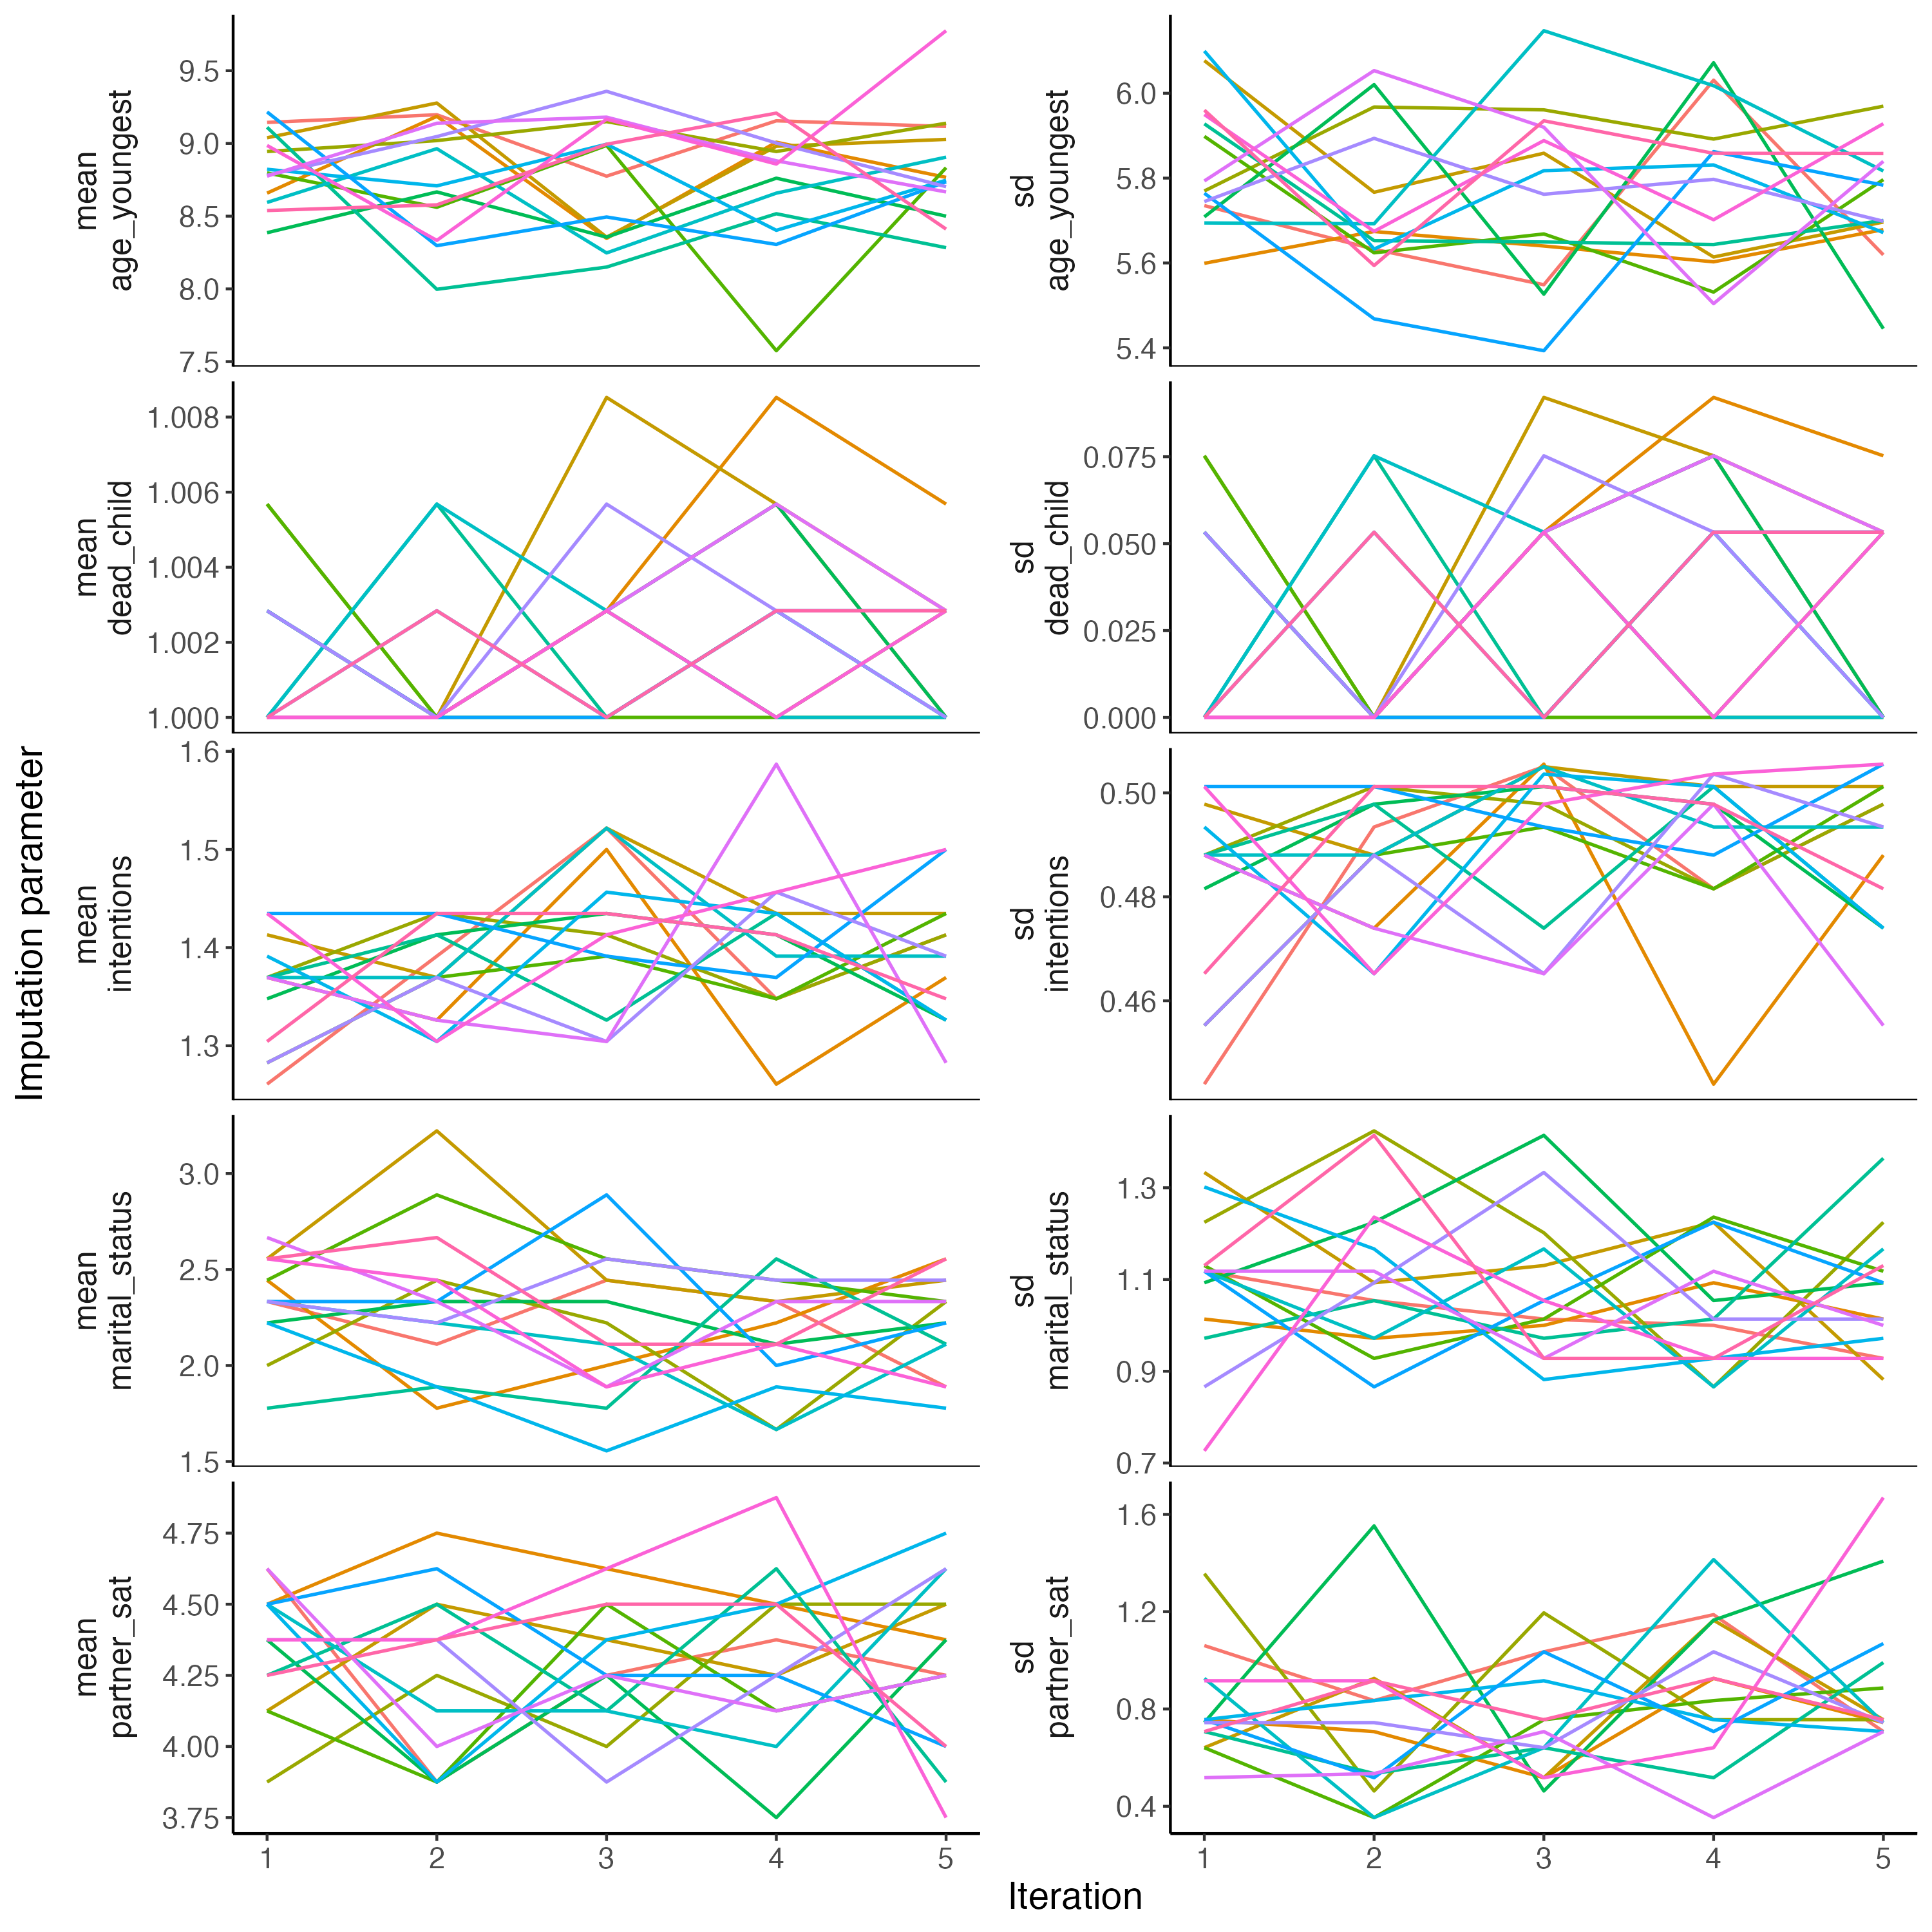 mean
age_youngest
9.5
9.0
8.5
8.0
7.5
sd
age_youngest
6.0
5.8
5.6
5.4
mean
dead_child
1.008
1.006
1.004
1.002
1.000
sd
dead_child
0.075
0.050
0.025
0.000
Imputation parameter
mean
intentions
1.6
1.5
1.4
1.3
sd
intentions
0.50
0.48
0.46
mean
marital_status
3.0
2.5
2.0
1.5
sd
marital_status
1.3
1.1
0.9
0.7
mean
partner_sat
4.75
4.50
4.25
4.00
3.75
sd
partner_sat
1.6
1.2
0.8
0.4
1 2 3 4 5
1 2 3 4 5
Iteration